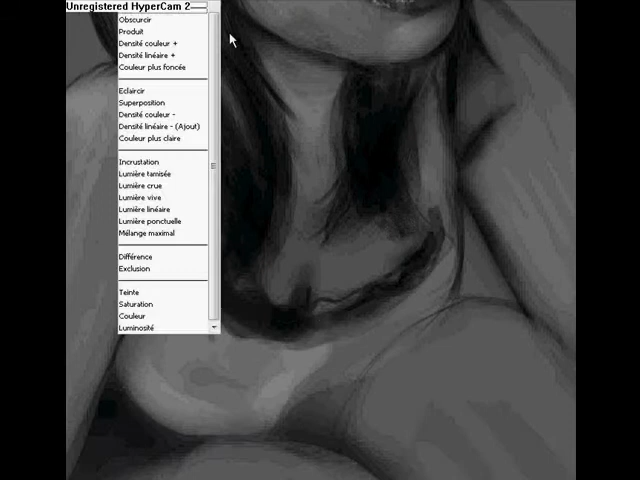 Unregistered HyperCam 2
Obscurcir
Produit
Densité couleur +
Densité linéaire +
Couleur plus foncée
Eclaircir
Superposition
Densité couleur -
Densité linéaire - (Ajout)
Couleur plus claire
Incrustation
Lumière tamisée
Lumière crue
Lumière vive
Lumière linéaire
Lumière ponctuelle
Mélange maximal
Différence
Exclusion
Teinte
Saturation
Couleur
Luminosité